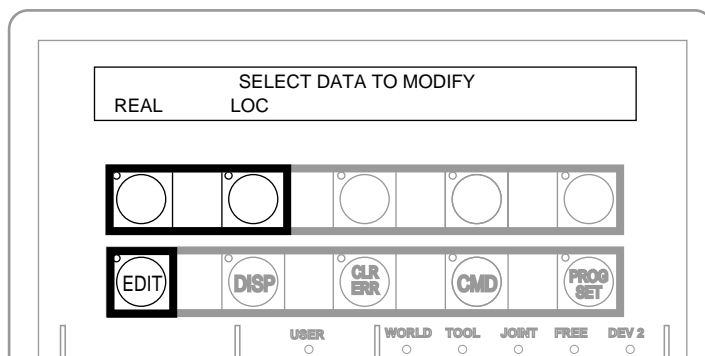 SELECT DATA TO MODIFY
REAL LOC
EDIT DISP CLR ERR CMD PROG SET
USER WORLD TOOL JOINT FREE DEV 2